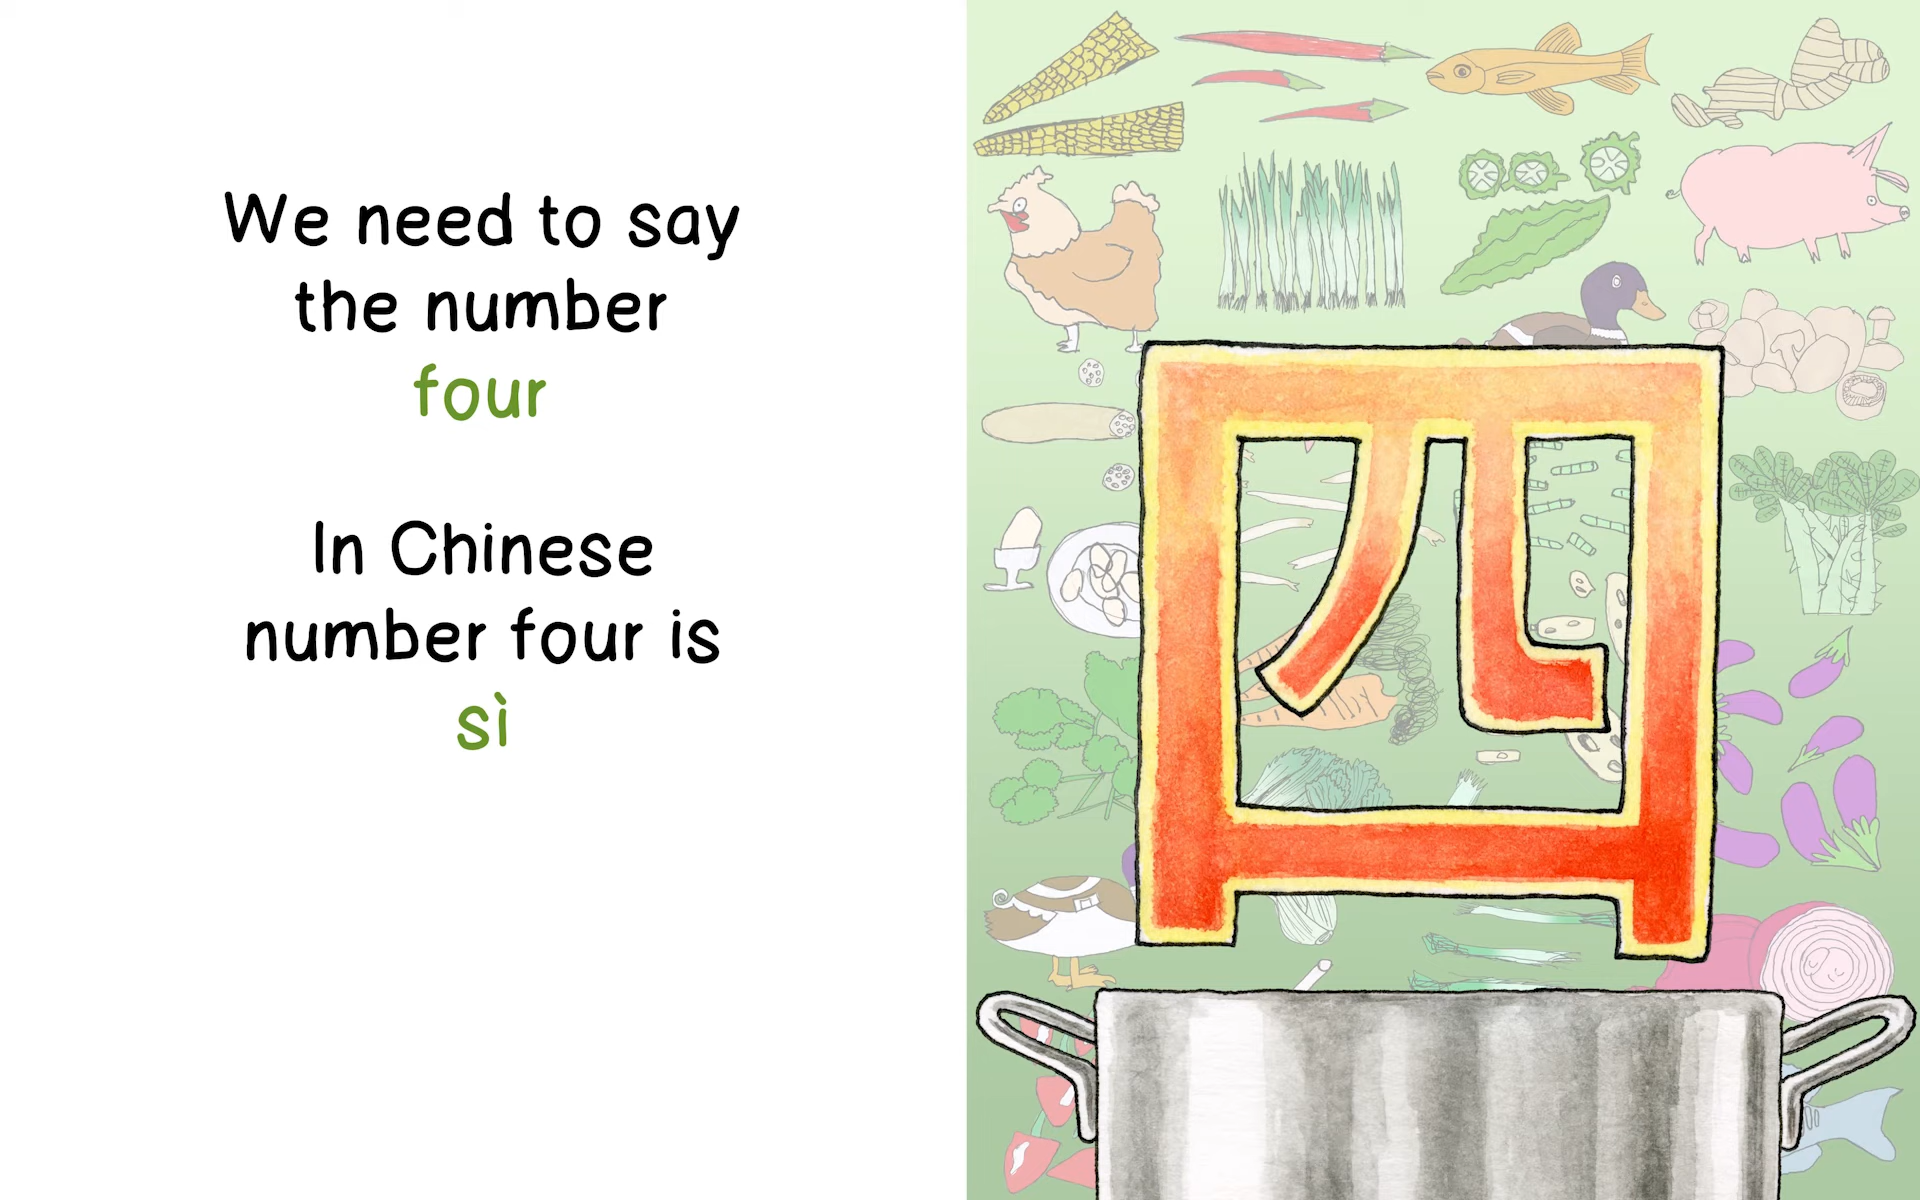 We need to say
the number
four
In Chinese
number four is
sì
四